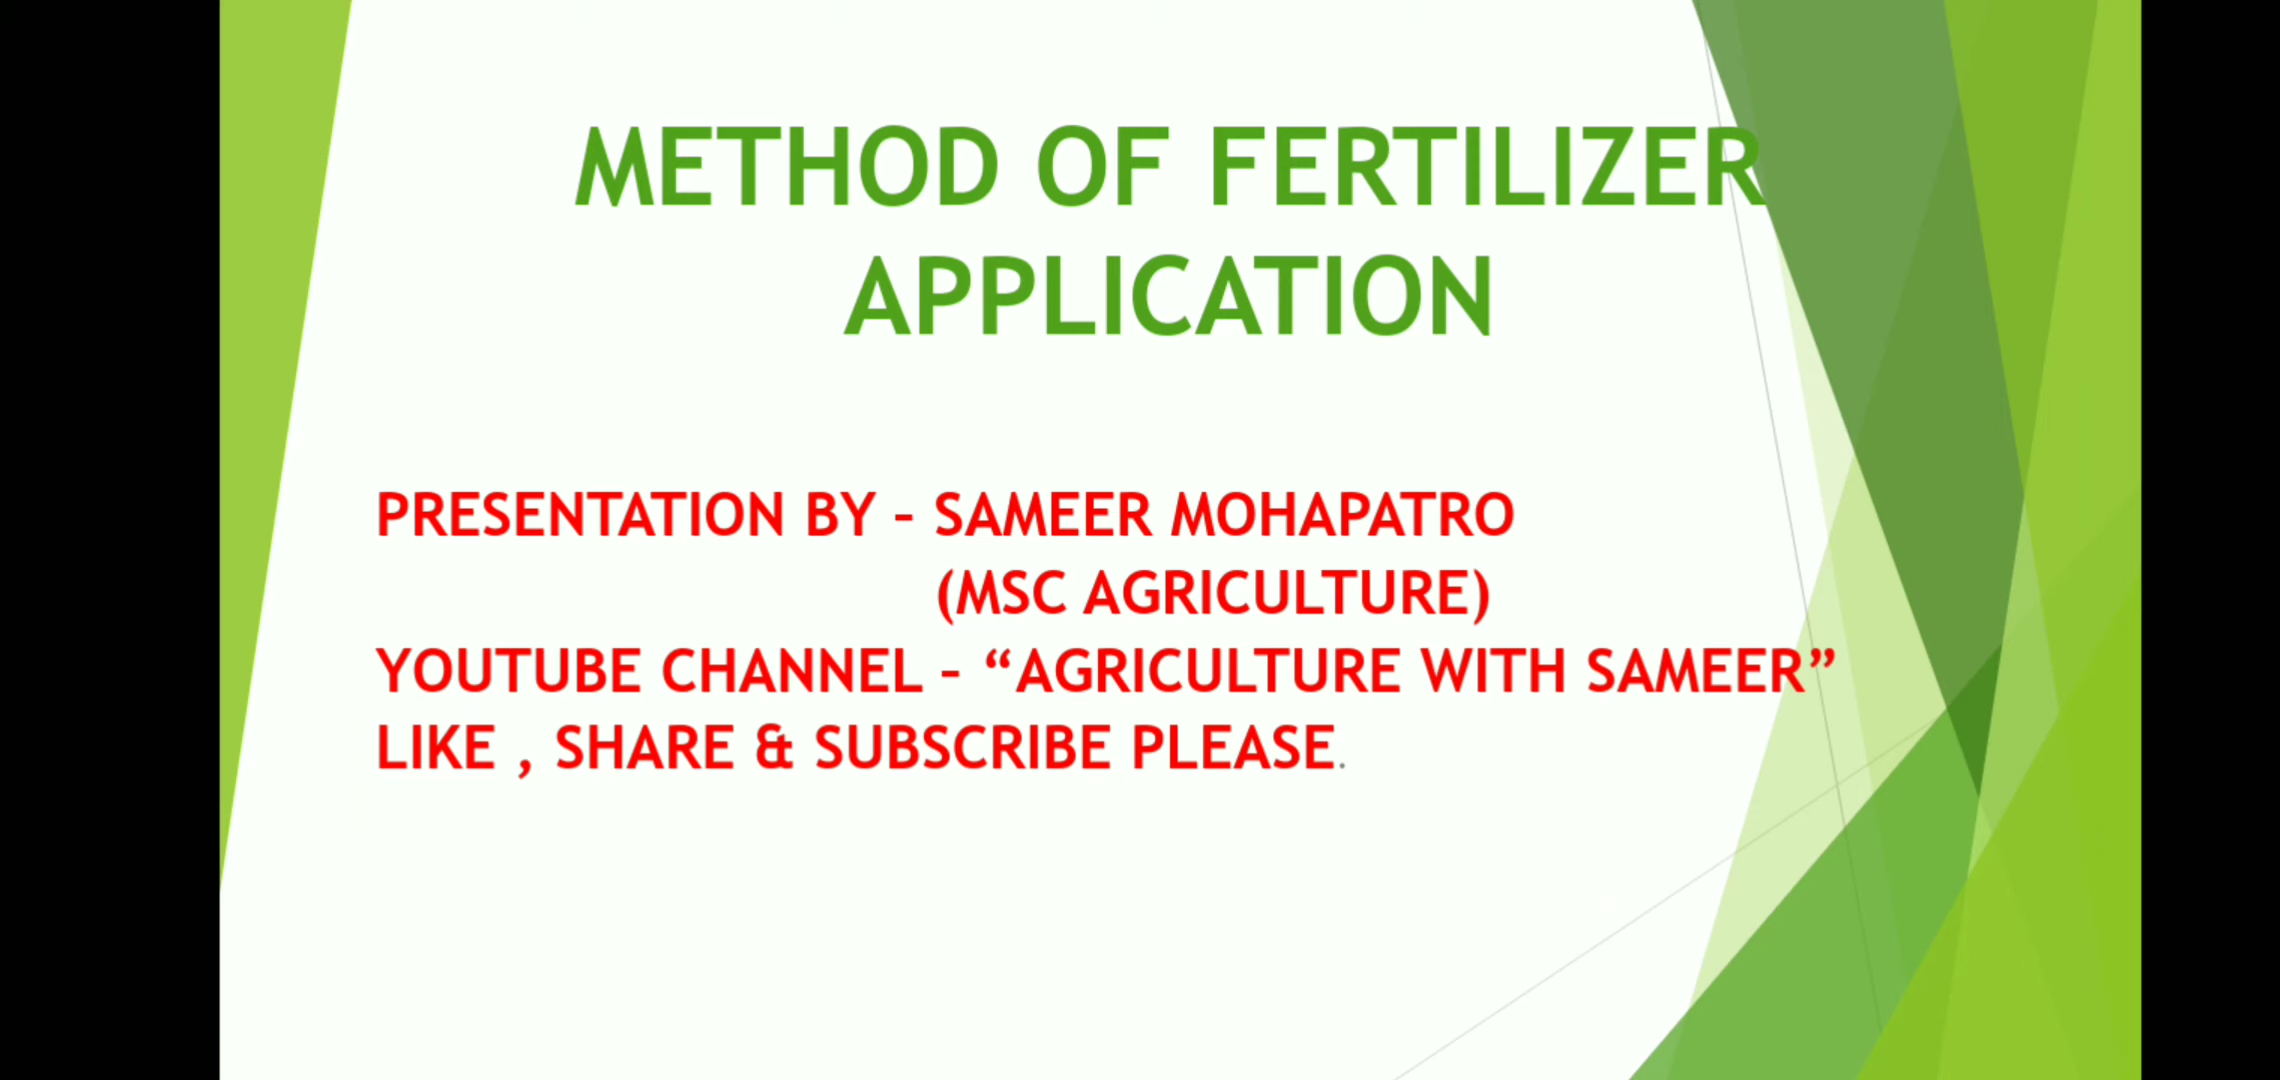 METHOD OF FERTILIZER
APPLICATION
PRESENTATION BY – SAMEER MOHAPATRO
(MSC AGRICULTURE)
YOUTUBE CHANNEL – “AGRICULTURE WITH SAMEER”
LIKE , SHARE & SUBSCRIBE PLEASE.